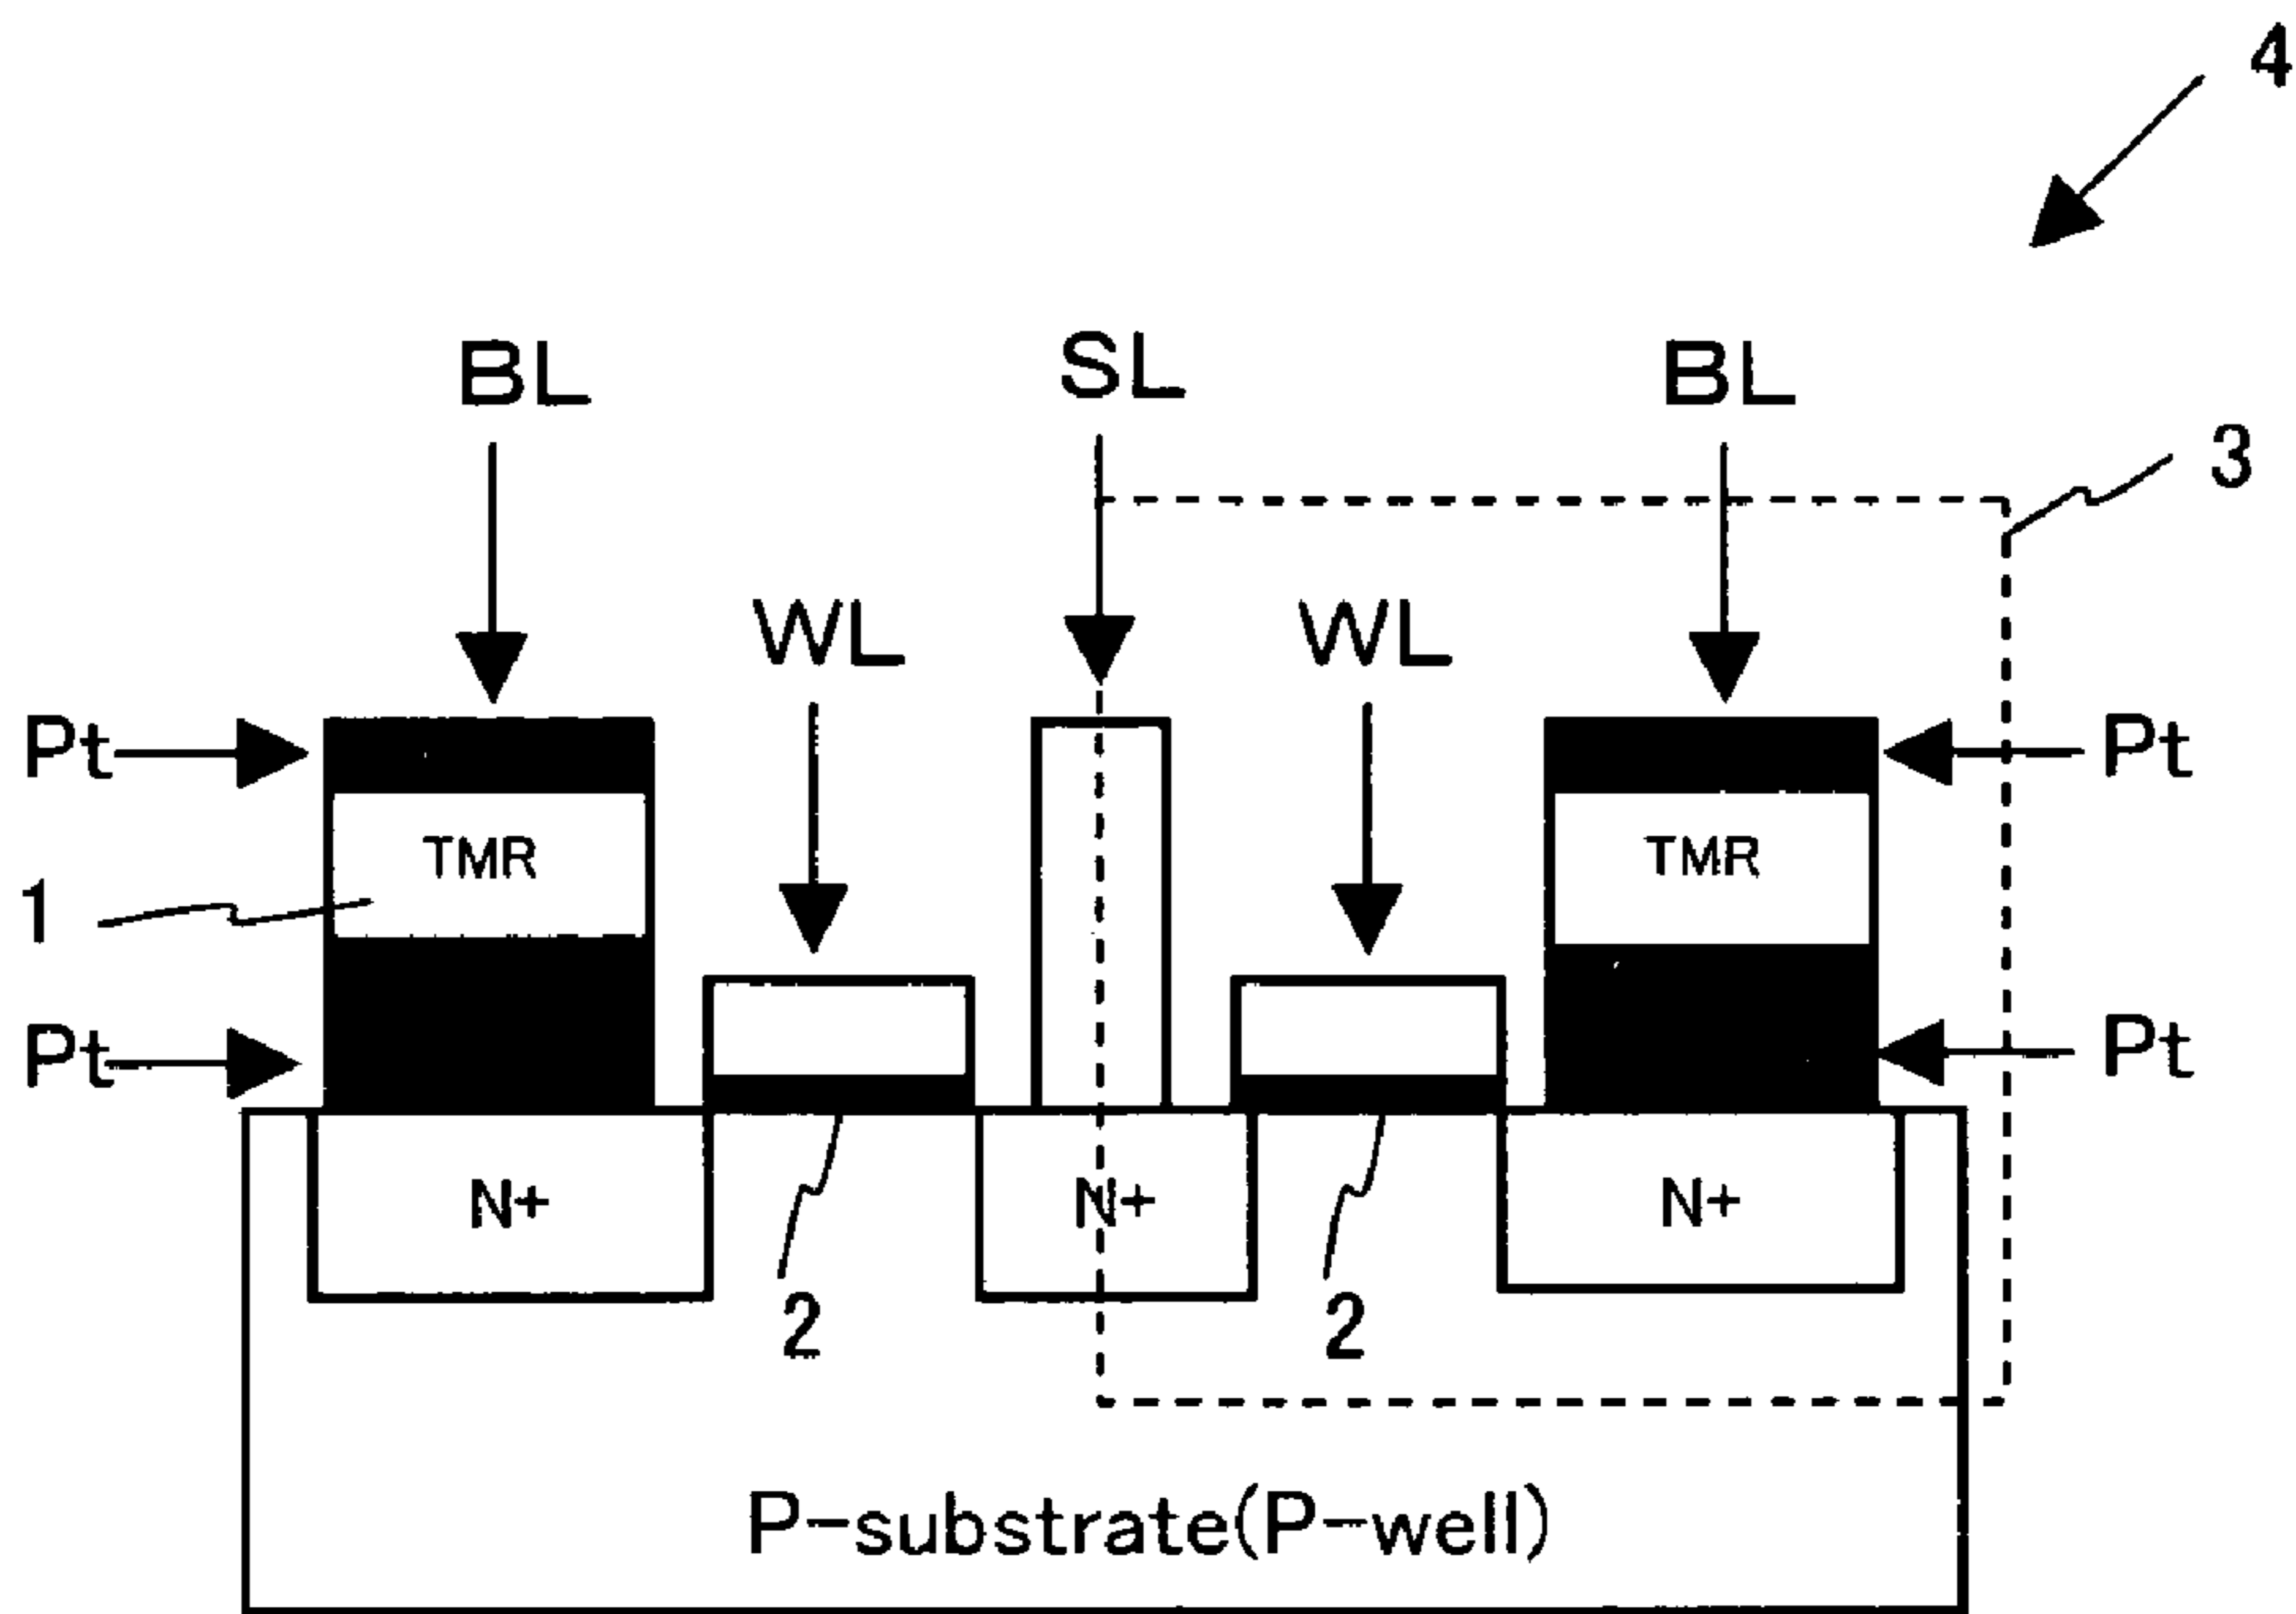 4
BL
SL
BL
3
WL
WL
Pt
Pt
TMR
TMR
1
Pt
Pt
N+
N+
N+
2
2
P-substrate(P-well)